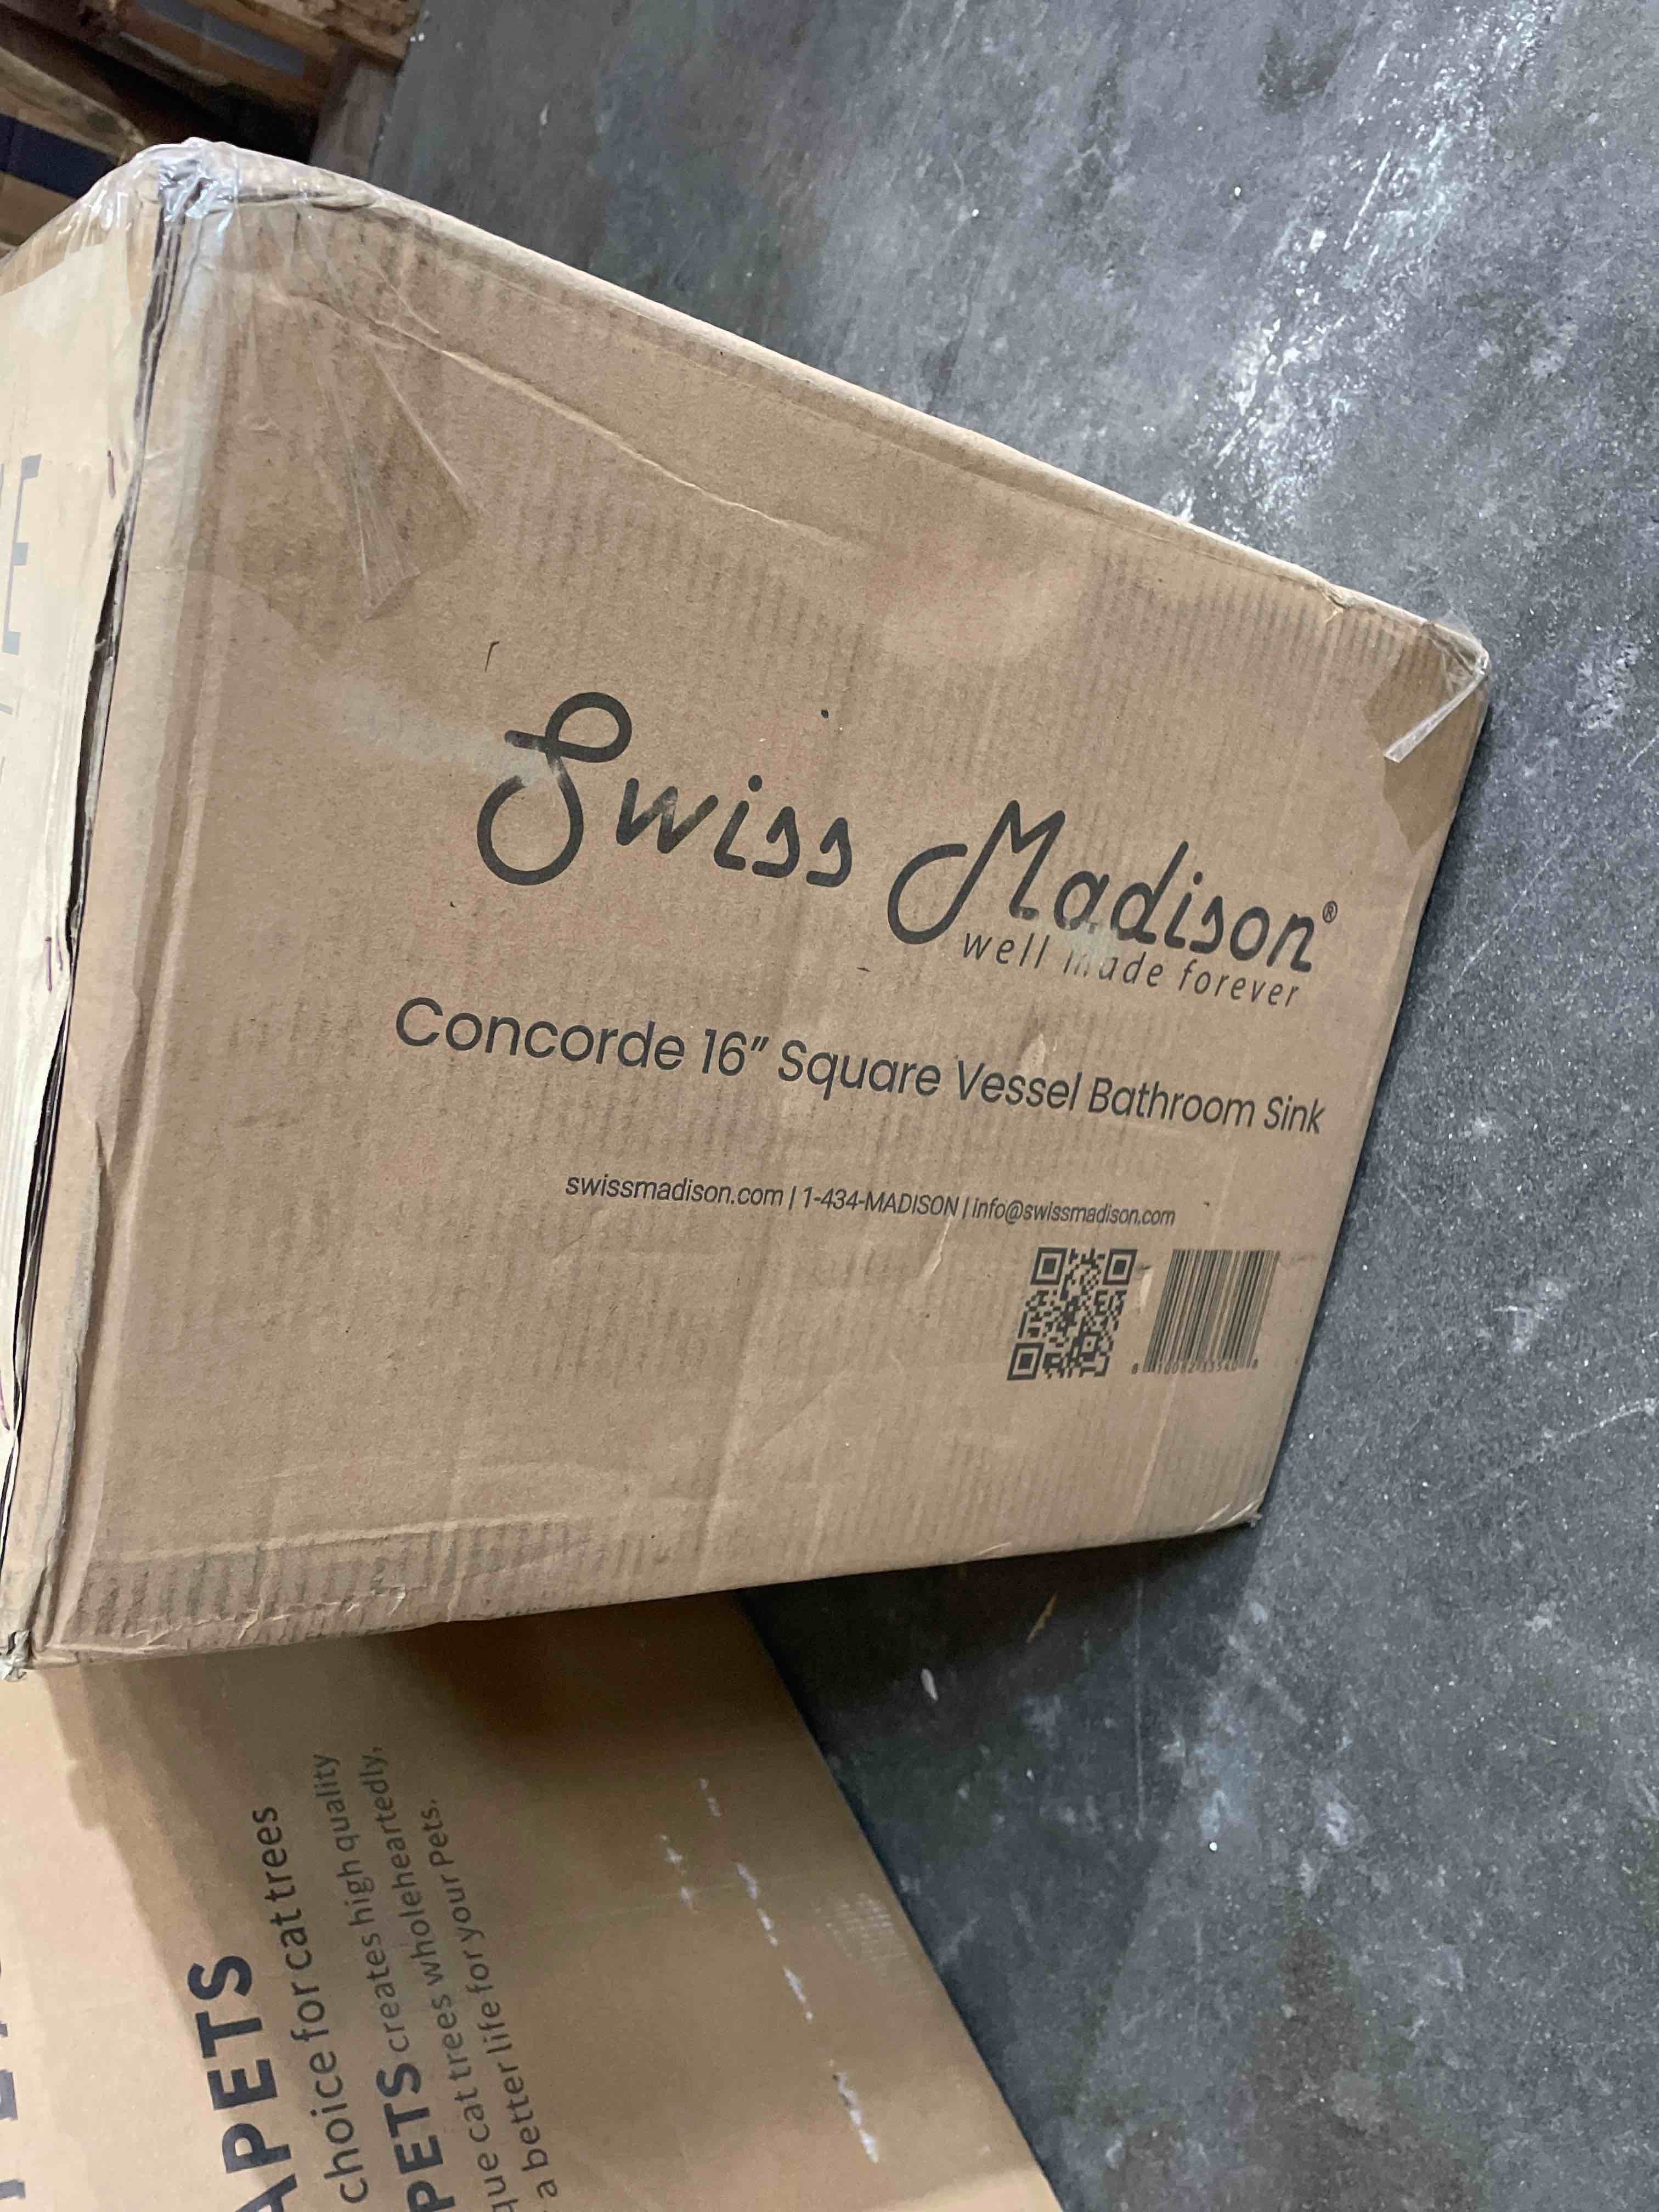 Swiss Madison®
well made forever
Concorde 16" Square Vessel Bathroom Sink
swissmadison.com | 1-434-MADISON | info@swissmadison.com
APETS
choice for cat trees
PETS creates high quality
que cat trees wholeheartedly,
a better life for your Pets.